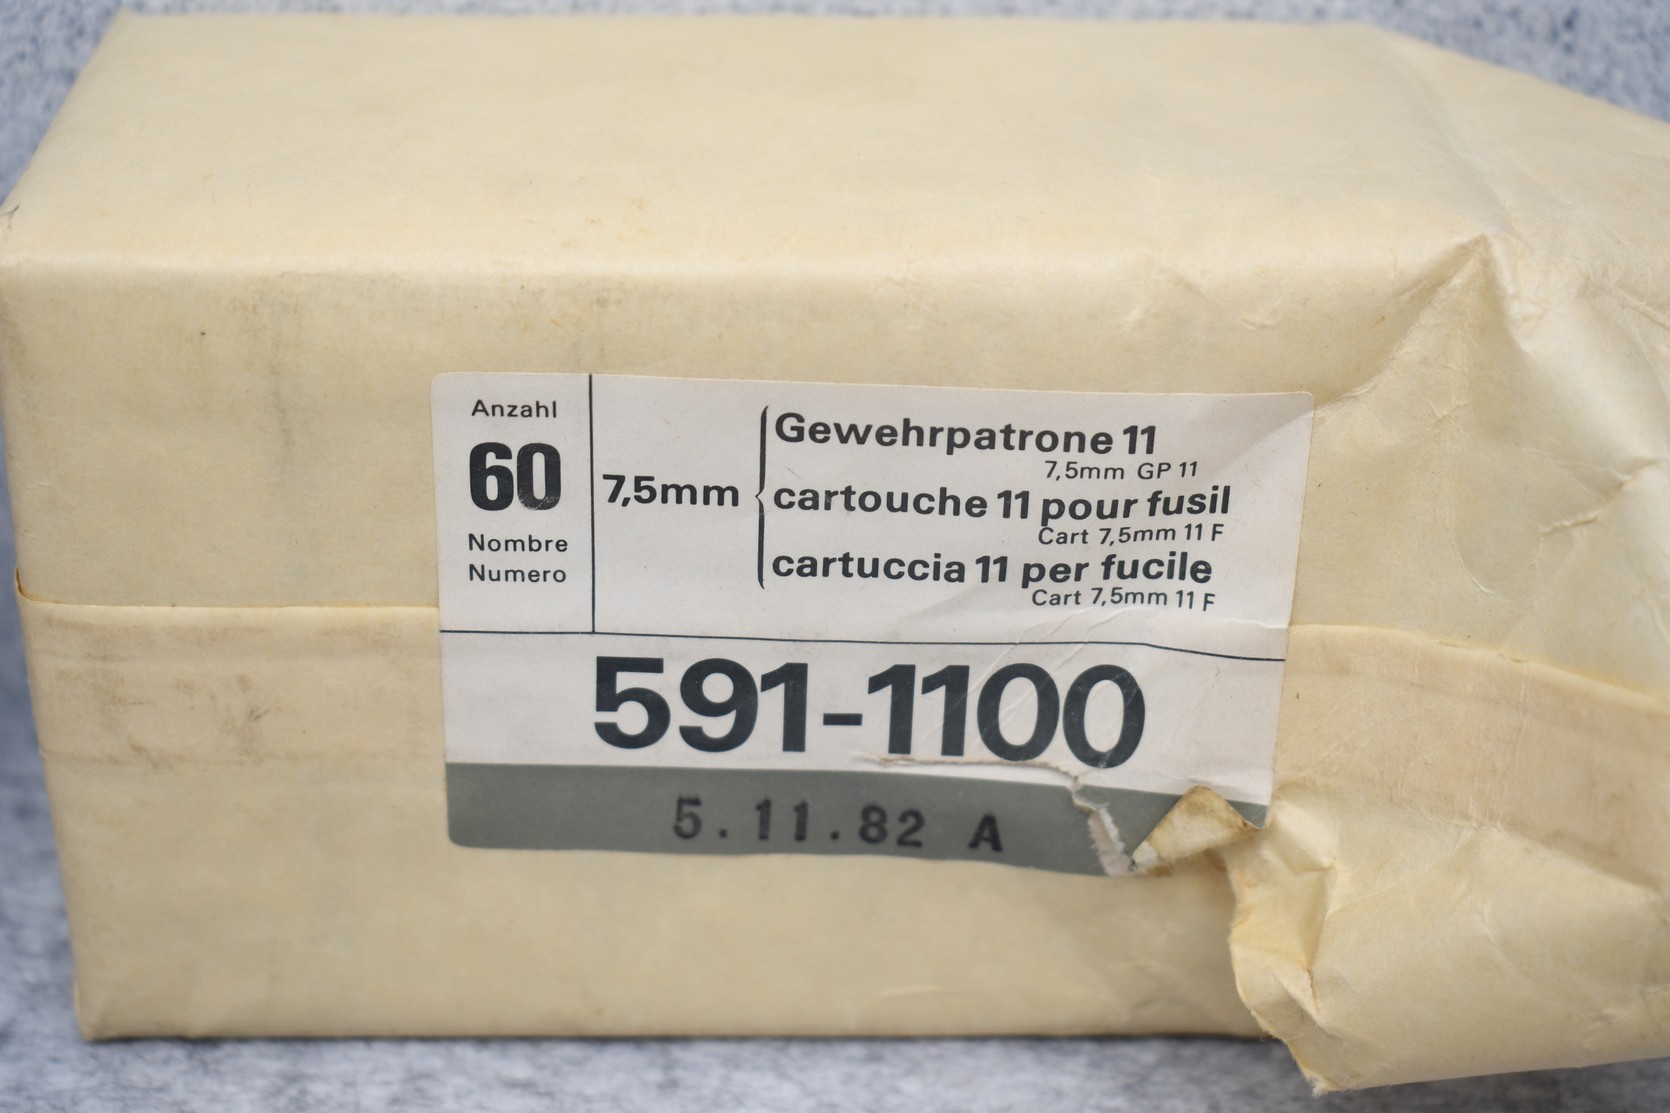 Anzahl
60
Nombre
Numero
7,5mm
Gewehrpatrone 11
7,5mm GP 11
cartouche 11 pour fusil
Cart 7,5mm 11 F
cartuccia 11 per fucile
Cart 7,5mm 11 F
591-1100
5.11.82 A